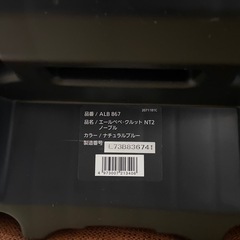 品番 / ALB 867
品名 / エールベベ・クルット NT2
ノーブル
カラー / ナチュラルブルー
製造番号
L73B836741